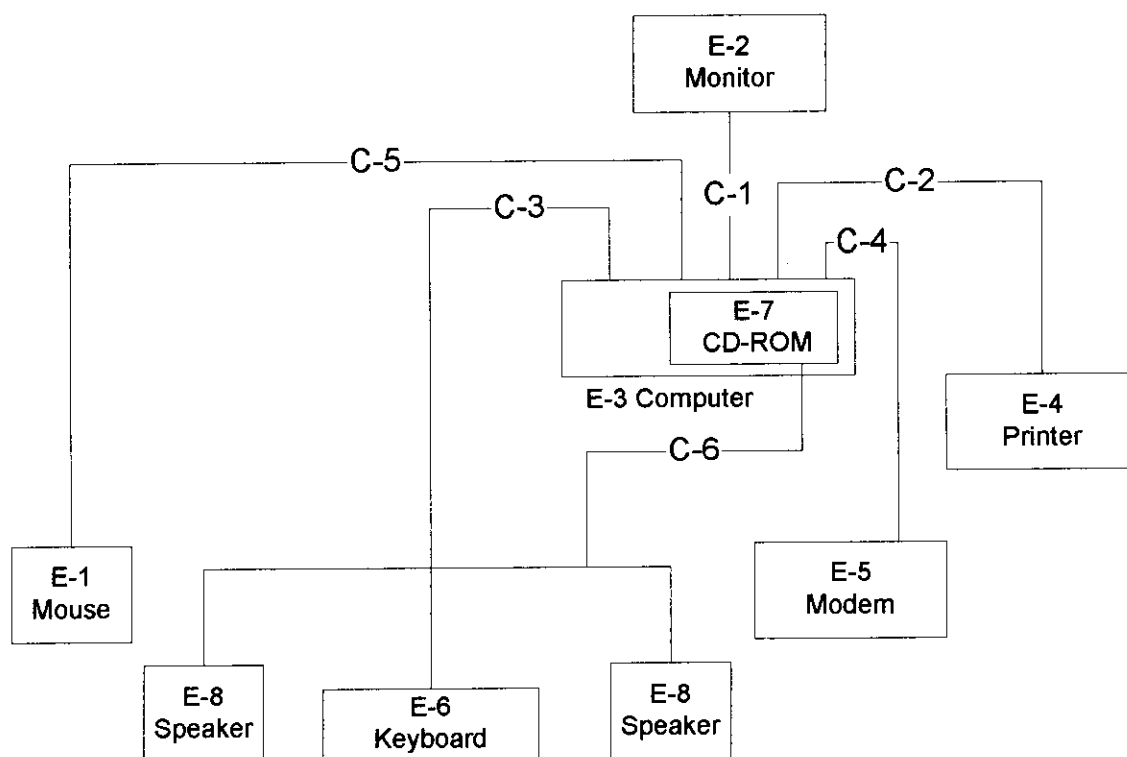 E-2
Monitor
C-5
C-1
C-2
C-3
C-4
E-7
CD-ROM
E-3 Computer
E-4
Printer
C-6
E-1
Mouse
E-5
Modem
E-8
Speaker
E-6
Keyboard
E-8
Speaker